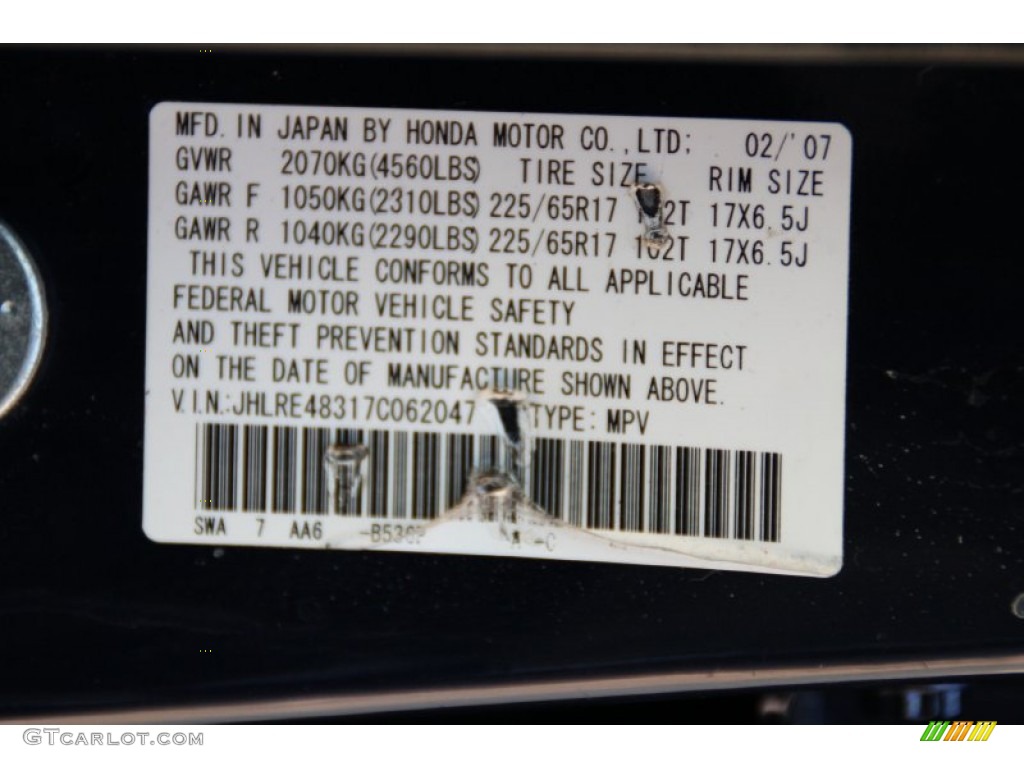 MFD. IN JAPAN BY HONDA MOTOR CO.,LTD; 02/'07
GVWR 2070KG(4560LBS) TIRE SIZE RIM SIZE
GAWR F 1050KG(2310LBS) 225/65R17 17X6.5J
GAWR R 1040KG(2290LBS) 225/65R17 102T 17X6.5J
THIS VEHICLE CONFORMS TO ALL APPLICABLE
FEDERAL MOTOR VEHICLE SAFETY
AND THEFT PREVENTION STANDARDS IN EFFECT
ON THE DATE OF MANUFACTURE SHOWN ABOVE.
V.I.N.:JHLRE48317C062047 TYPE: MPV
SWA 7 AA6
GTCARLOT.COM